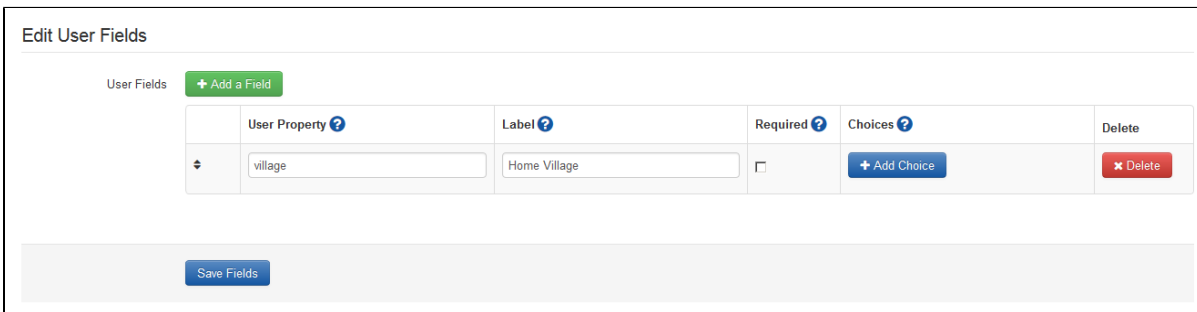 Edit User Fields
User Fields
+ Add a Field
User Property ?
Label ?
Required ?
Choices ?
Delete
village
Home Village
+ Add Choice
✖ Delete
Save Fields